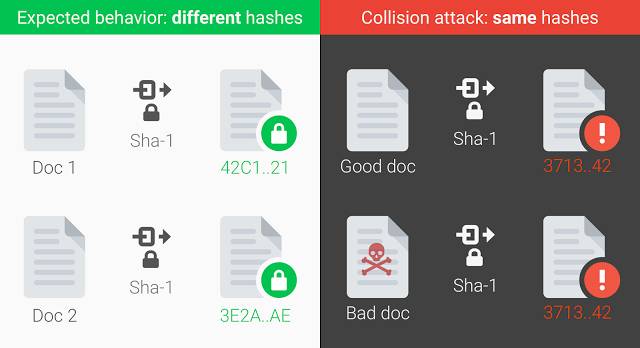 Expected behavior: different hashes
Sha-1
Doc 1
42C1..21
Sha-1
Doc 2
3E2A..AE
Collision attack: same hashes
Sha-1
Good doc
3713..42
Sha-1
Bad doc
3713..42